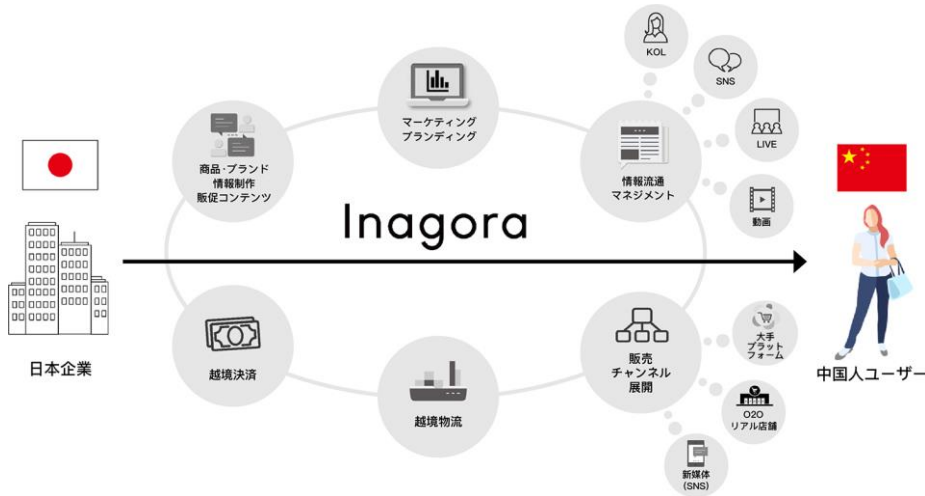 KOL
SNS
LIVE
動画
マーケティング
ブランディング
商品・ブランド
情報制作
販促コンテンツ
情報流通
マネジメント
Inagora
日本企業
中国人ユーザー
越境決済
越境物流
販売
チャンネル
展開
大手
プラット
フォーム
O2O
リアル店舗
新媒体
(SNS)